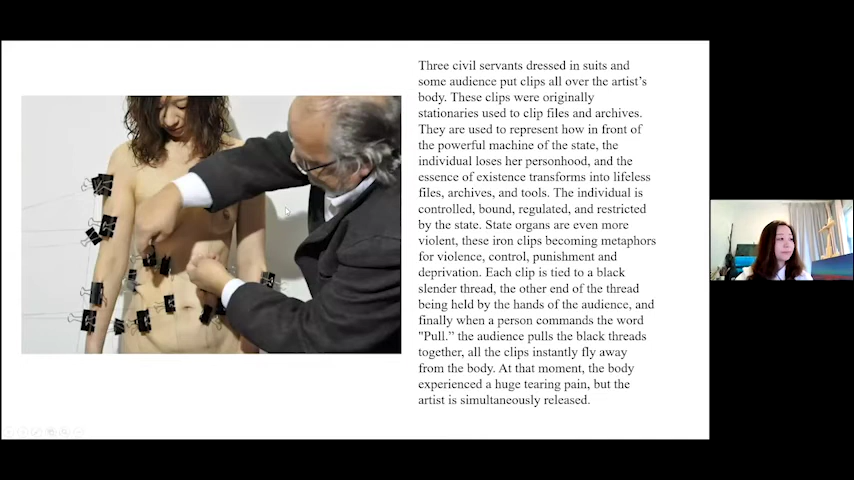 Three civil servants dressed in suits and
some audience put clips all over the artist's
body. These clips were originally
stationaries used to clip files and archives.
They are used to represent how in front of
the powerful machine of the state, the
individual loses her personhood, and the
essence of existence transforms into lifeless
files, archives, and tools. The individual is
controlled, bound, regulated, and restricted
by the state. State organs are even more
violent, these iron clips becoming metaphors
for violence, control, punishment and
deprivation. Each clip is tied to a black
slender thread, the other end of the thread
being held by the hands of the audience, and
finally when a person commands the word
"Pull.” the audience pulls the black threads
together, all the clips instantly fly away
from the body. At that moment, the body
experienced a huge tearing pain, but the
artist is simultaneously released.